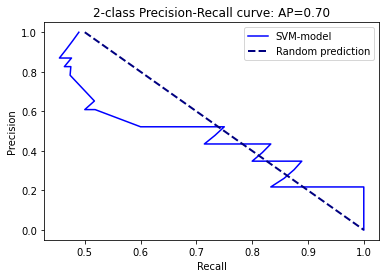 2-class Precision-Recall curve: AP=0.70
SVM-model
Random prediction
Precision
1.0
0.8
0.6
0.4
0.2
0.0
0.5 0.6 0.7 0.8 0.9 1.0
Recall